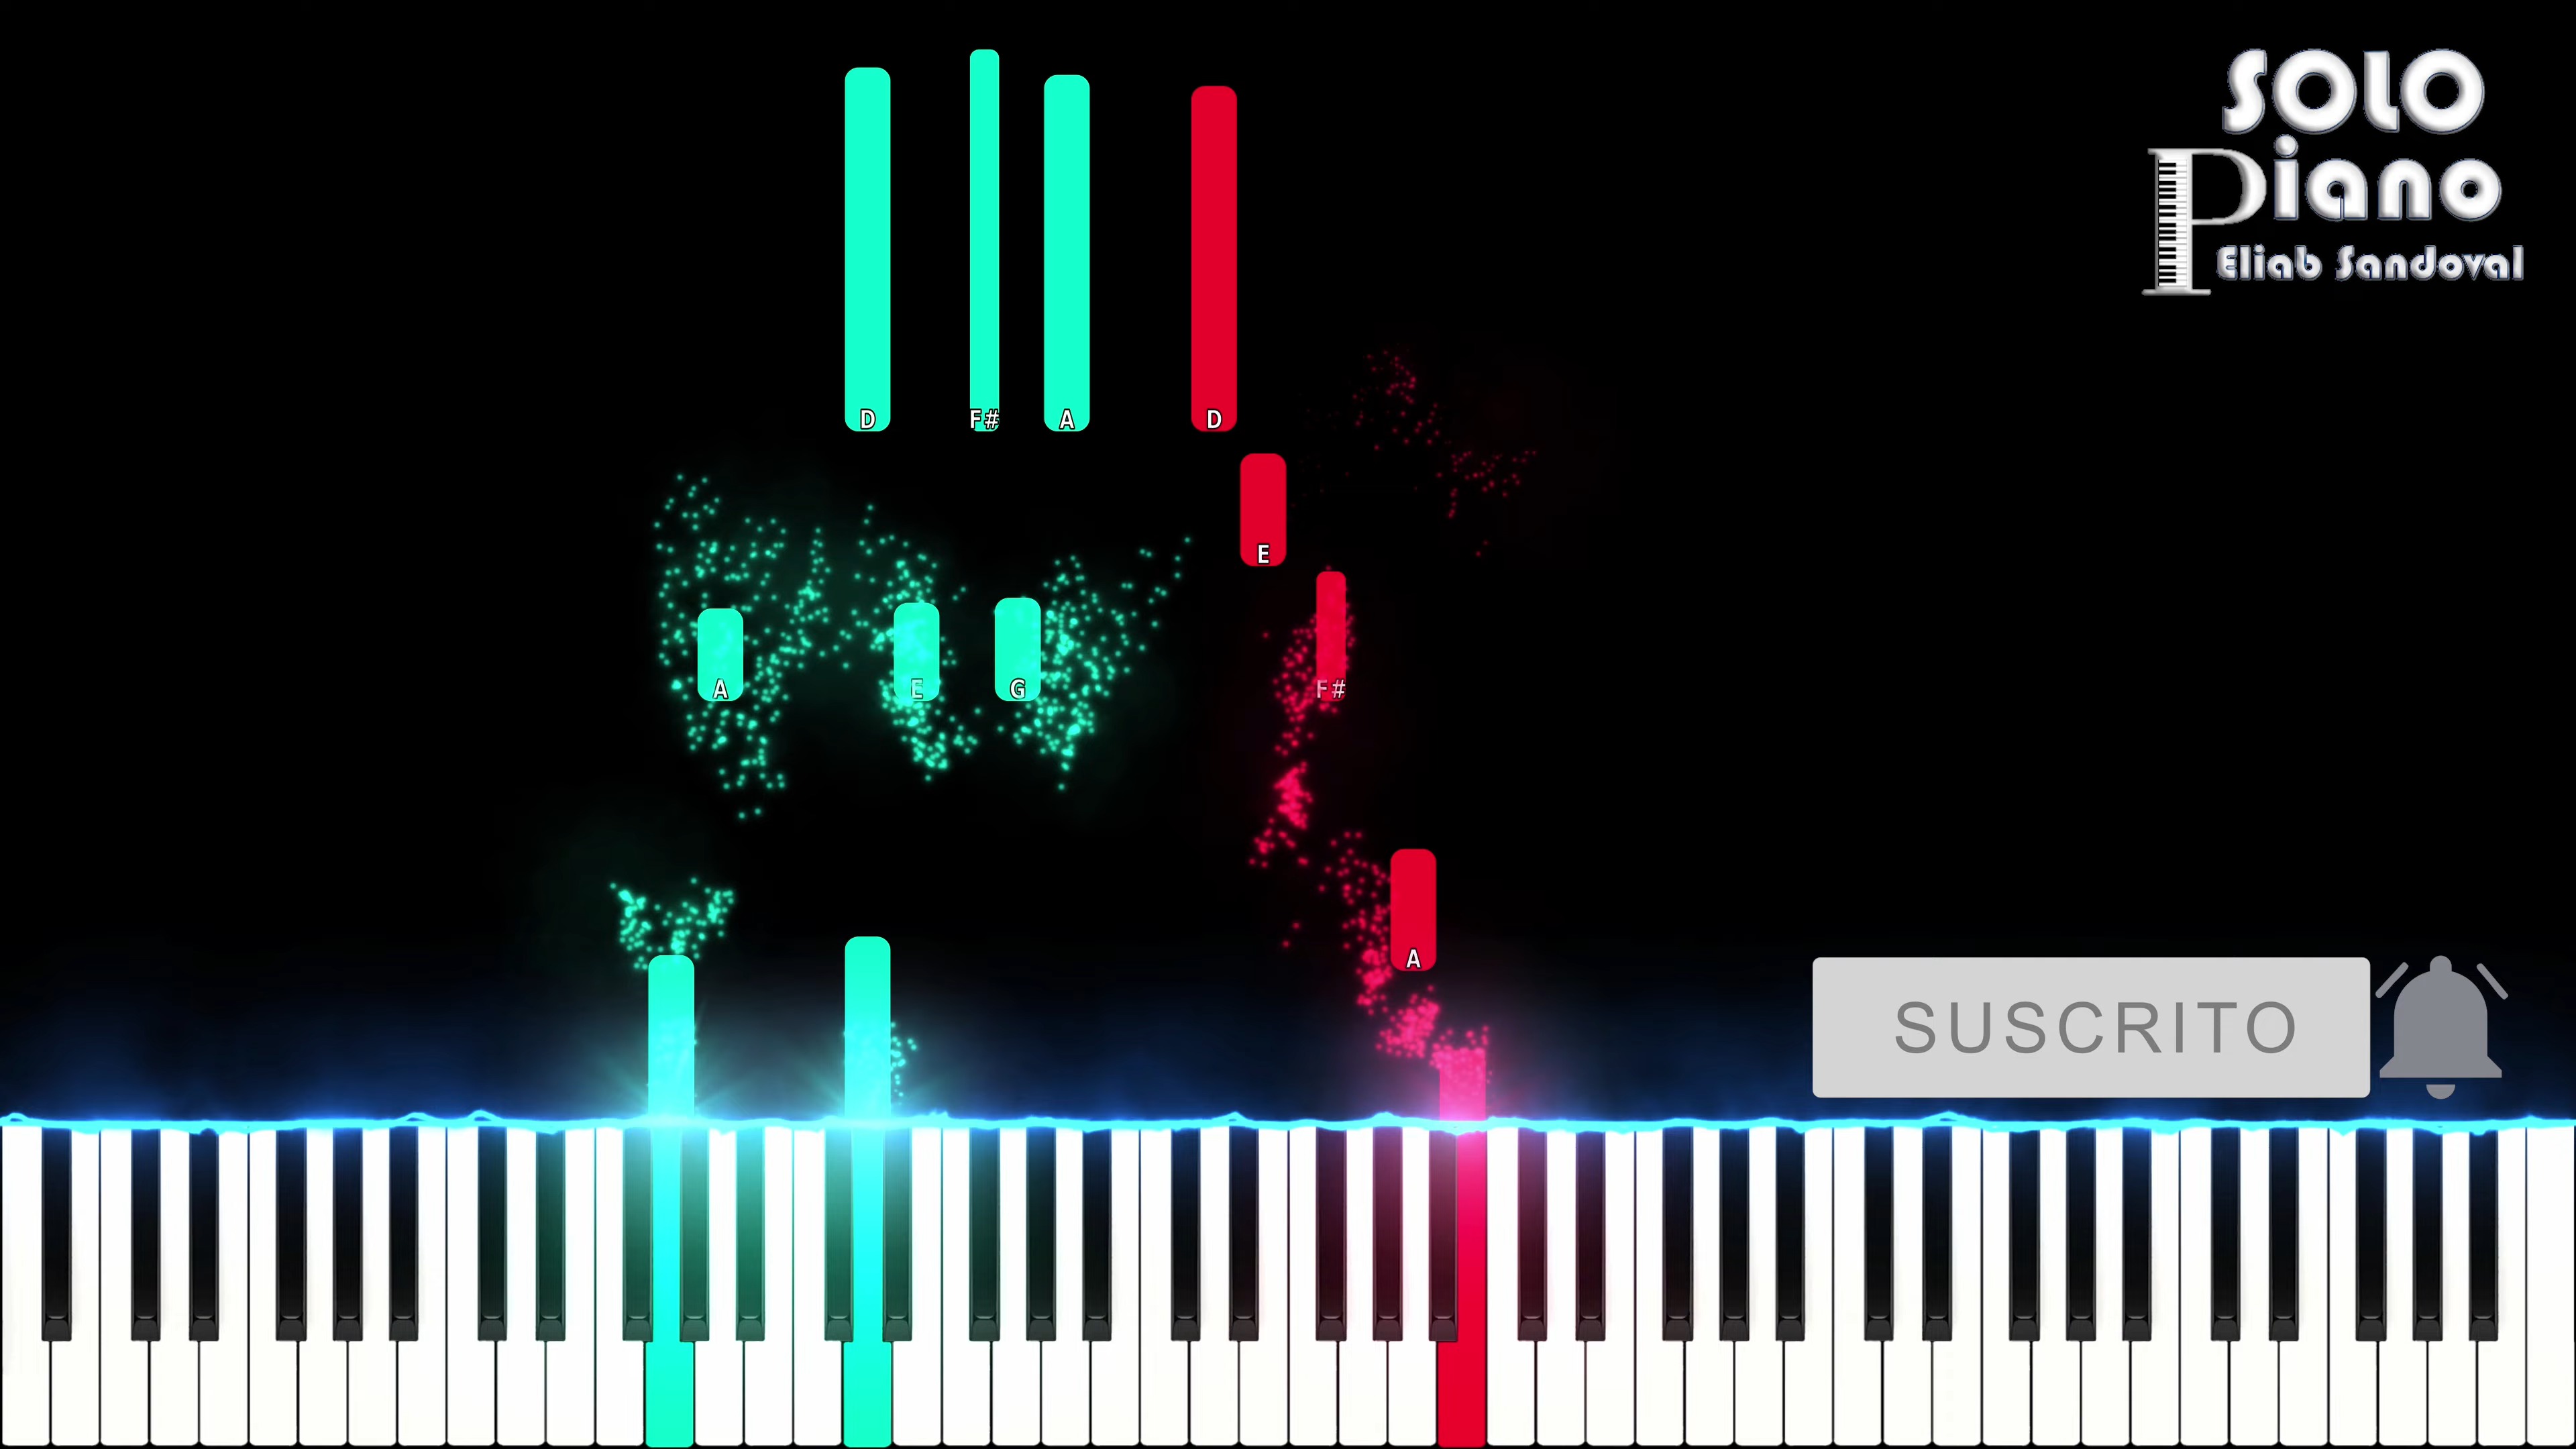 SOLO
Piano
Eliab Sandoval
D F# A D
E
A E G F#
A
SUSCRITO